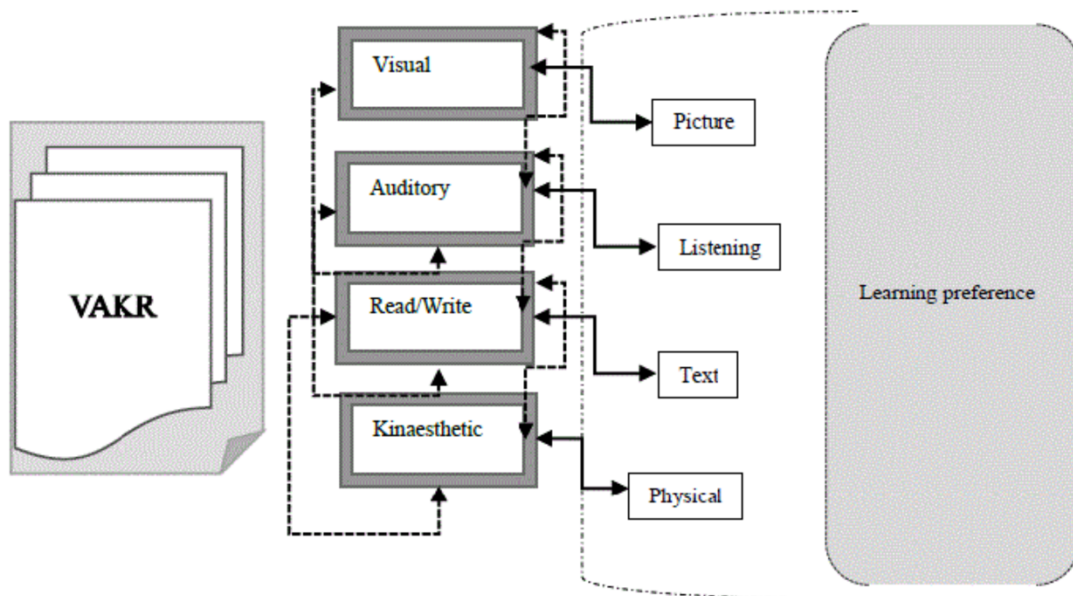 VAKR
Visual
Picture
Auditory
Listening
Read/Write
Text
Kinaesthetic
Physical
Learning preference